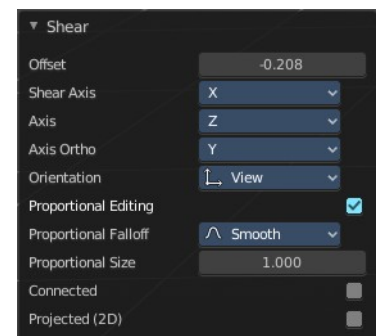 Shear
Offset -0.208
Shear Axis X
Axis Z
Axis Ortho Y
Orientation View
Proportional Editing
Proportional Falloff Smooth
Proportional Size 1.000
Connected
Projected (2D)